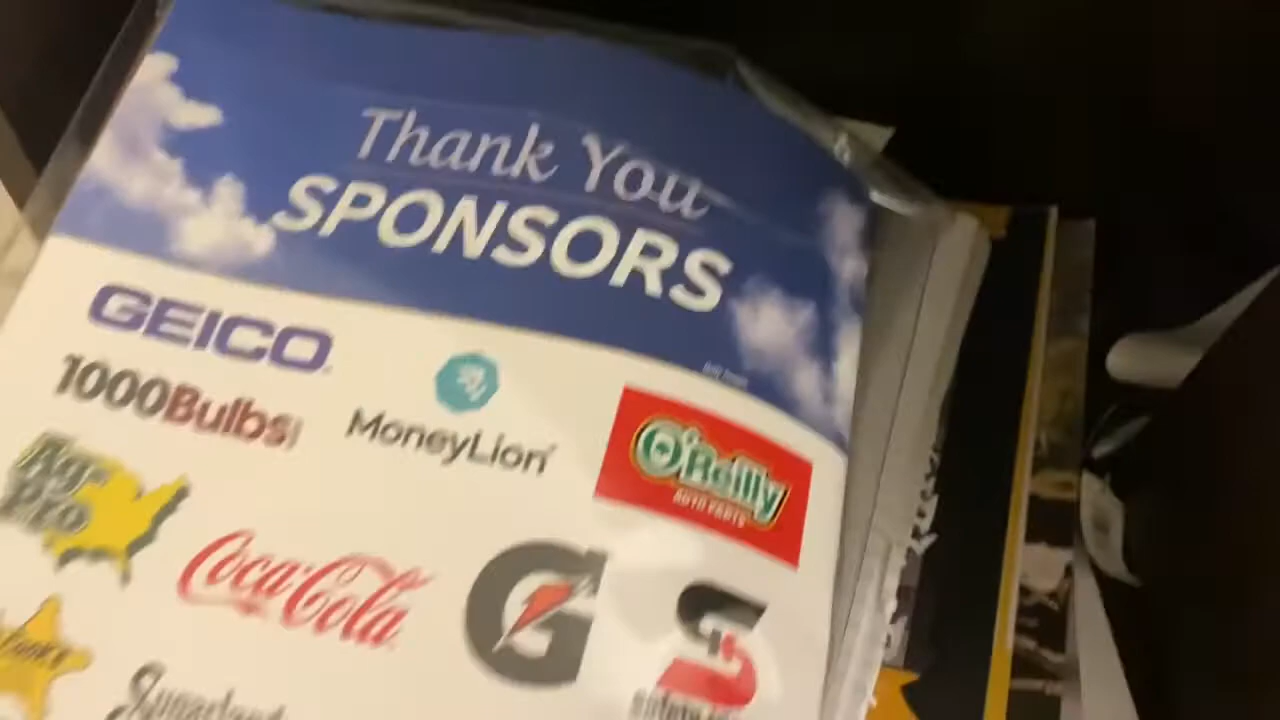 Thank You
SPONSORS
GEICO
1000Bulbs
MoneyLion
O'Reilly
AUTO PARTS
Ag-Pro
Coca-Cola
G
S